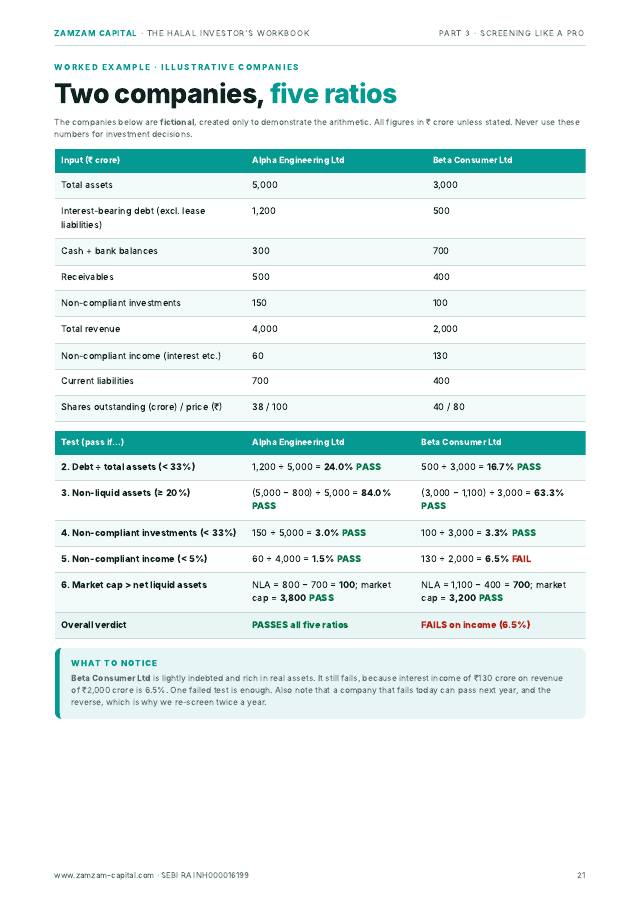 ZAMZAM CAPITAL · THE HALAL INVESTOR'S WORKBOOK
PART 3 · SCREENING LIKE A PRO
WORKED EXAMPLE · ILLUSTRATIVE COMPANIES
Two companies, five ratios
The companies below are fictional, created only to demonstrate the arithmetic. All figures in ₹ crore unless stated. Never use these
numbers for investment decisions.
Input (₹ crore) Alpha Engineering Ltd Beta Consumer Ltd
Total assets 5,000 3,000
Interest-bearing debt (excl. lease 1,200 500
liabilities)
Cash + bank balances 300 700
Receivables 500 400
Non-compliant investments 150 100
Total revenue 4,000 2,000
Non-compliant income (interest etc.) 60 130
Current liabilities 700 400
Shares outstanding (crore) / price (₹) 38 / 100 40 / 80
Test (pass if...) Alpha Engineering Ltd Beta Consumer Ltd
2. Debt ÷ total assets (< 33%) 1,200 ÷ 5,000 = 24.0% PASS 500 ÷ 3,000 = 16.7% PASS
3. Non-liquid assets (≥ 20%) (5,000 − 800) ÷ 5,000 = 84.0% (3,000 − 1,100) ÷ 3,000 = 63.3%
PASS PASS
4. Non-compliant investments (< 33%) 150 ÷ 5,000 = 3.0% PASS 100 ÷ 3,000 = 3.3% PASS
5. Non-compliant income (< 5%) 60 ÷ 4,000 = 1.5% PASS 130 ÷ 2,000 = 6.5% FAIL
6. Market cap > net liquid assets NLA = 800 − 700 = 100; market NLA = 1,100 − 400 = 700; market
cap = 3,800 PASS cap = 3,200 PASS
Overall verdict PASSES all five ratios FAILS on income (6.5%)
WHAT TO NOTICE
Beta Consumer Ltd is lightly indebted and rich in real assets. It still fails, because interest income of ₹130 crore on revenue
of ₹2,000 crore is 6.5%. One failed test is enough. Also note that a company that fails today can pass next year, and the
reverse, which is why we re-screen twice a year.
www.zamzam-capital.com · SEBI RA INH000016199
21